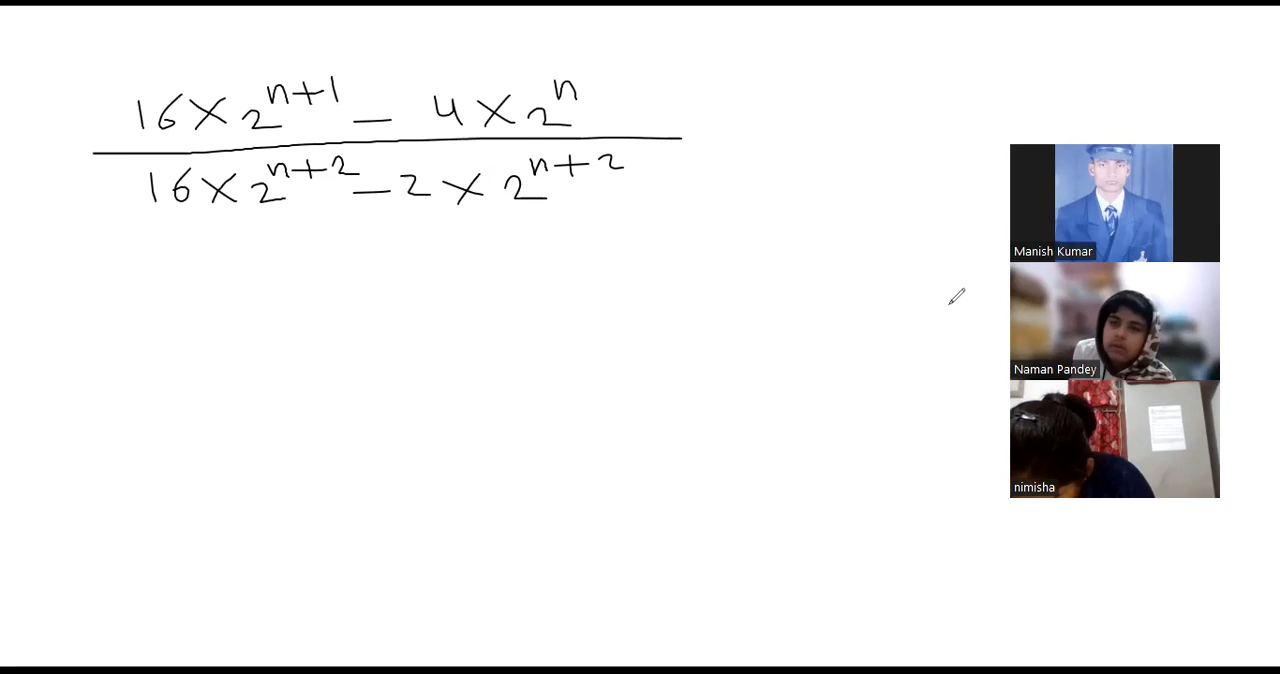 16 × 2^{n+1} - 4 × 2^n
16 × 2^{n+2} - 2 × 2^{n+2}
Manish Kumar
Naman Pandey
nimisha